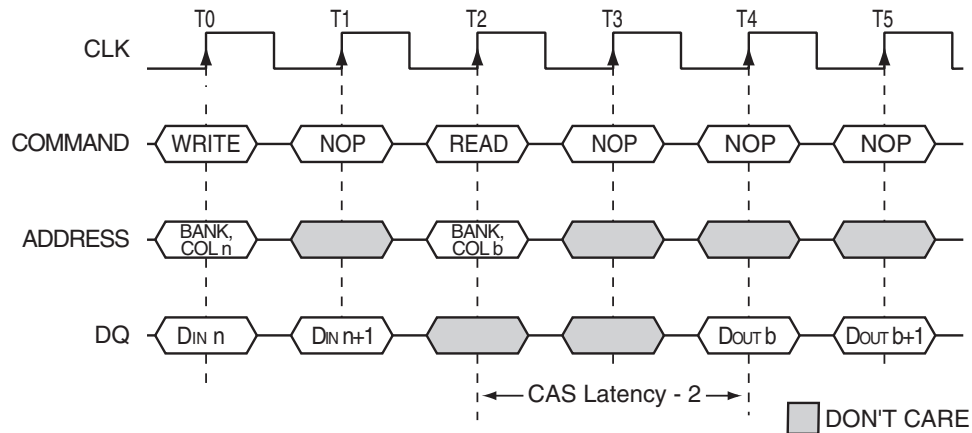 T0 T1 T2 T3 T4 T5
CLK
COMMAND WRITE NOP READ NOP NOP NOP
ADDRESS BANK, COL n BANK, COL b
DQ DIN n DIN n+1 DOUT b DOUT b+1
CAS Latency - 2
DON'T CARE